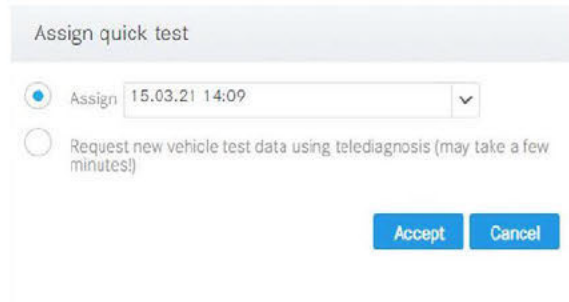 Assign quick test
Assign 15.03.21 14:09
Request new vehicle test data using telediagnosis (may take a few
minutes!)
Accept Cancel